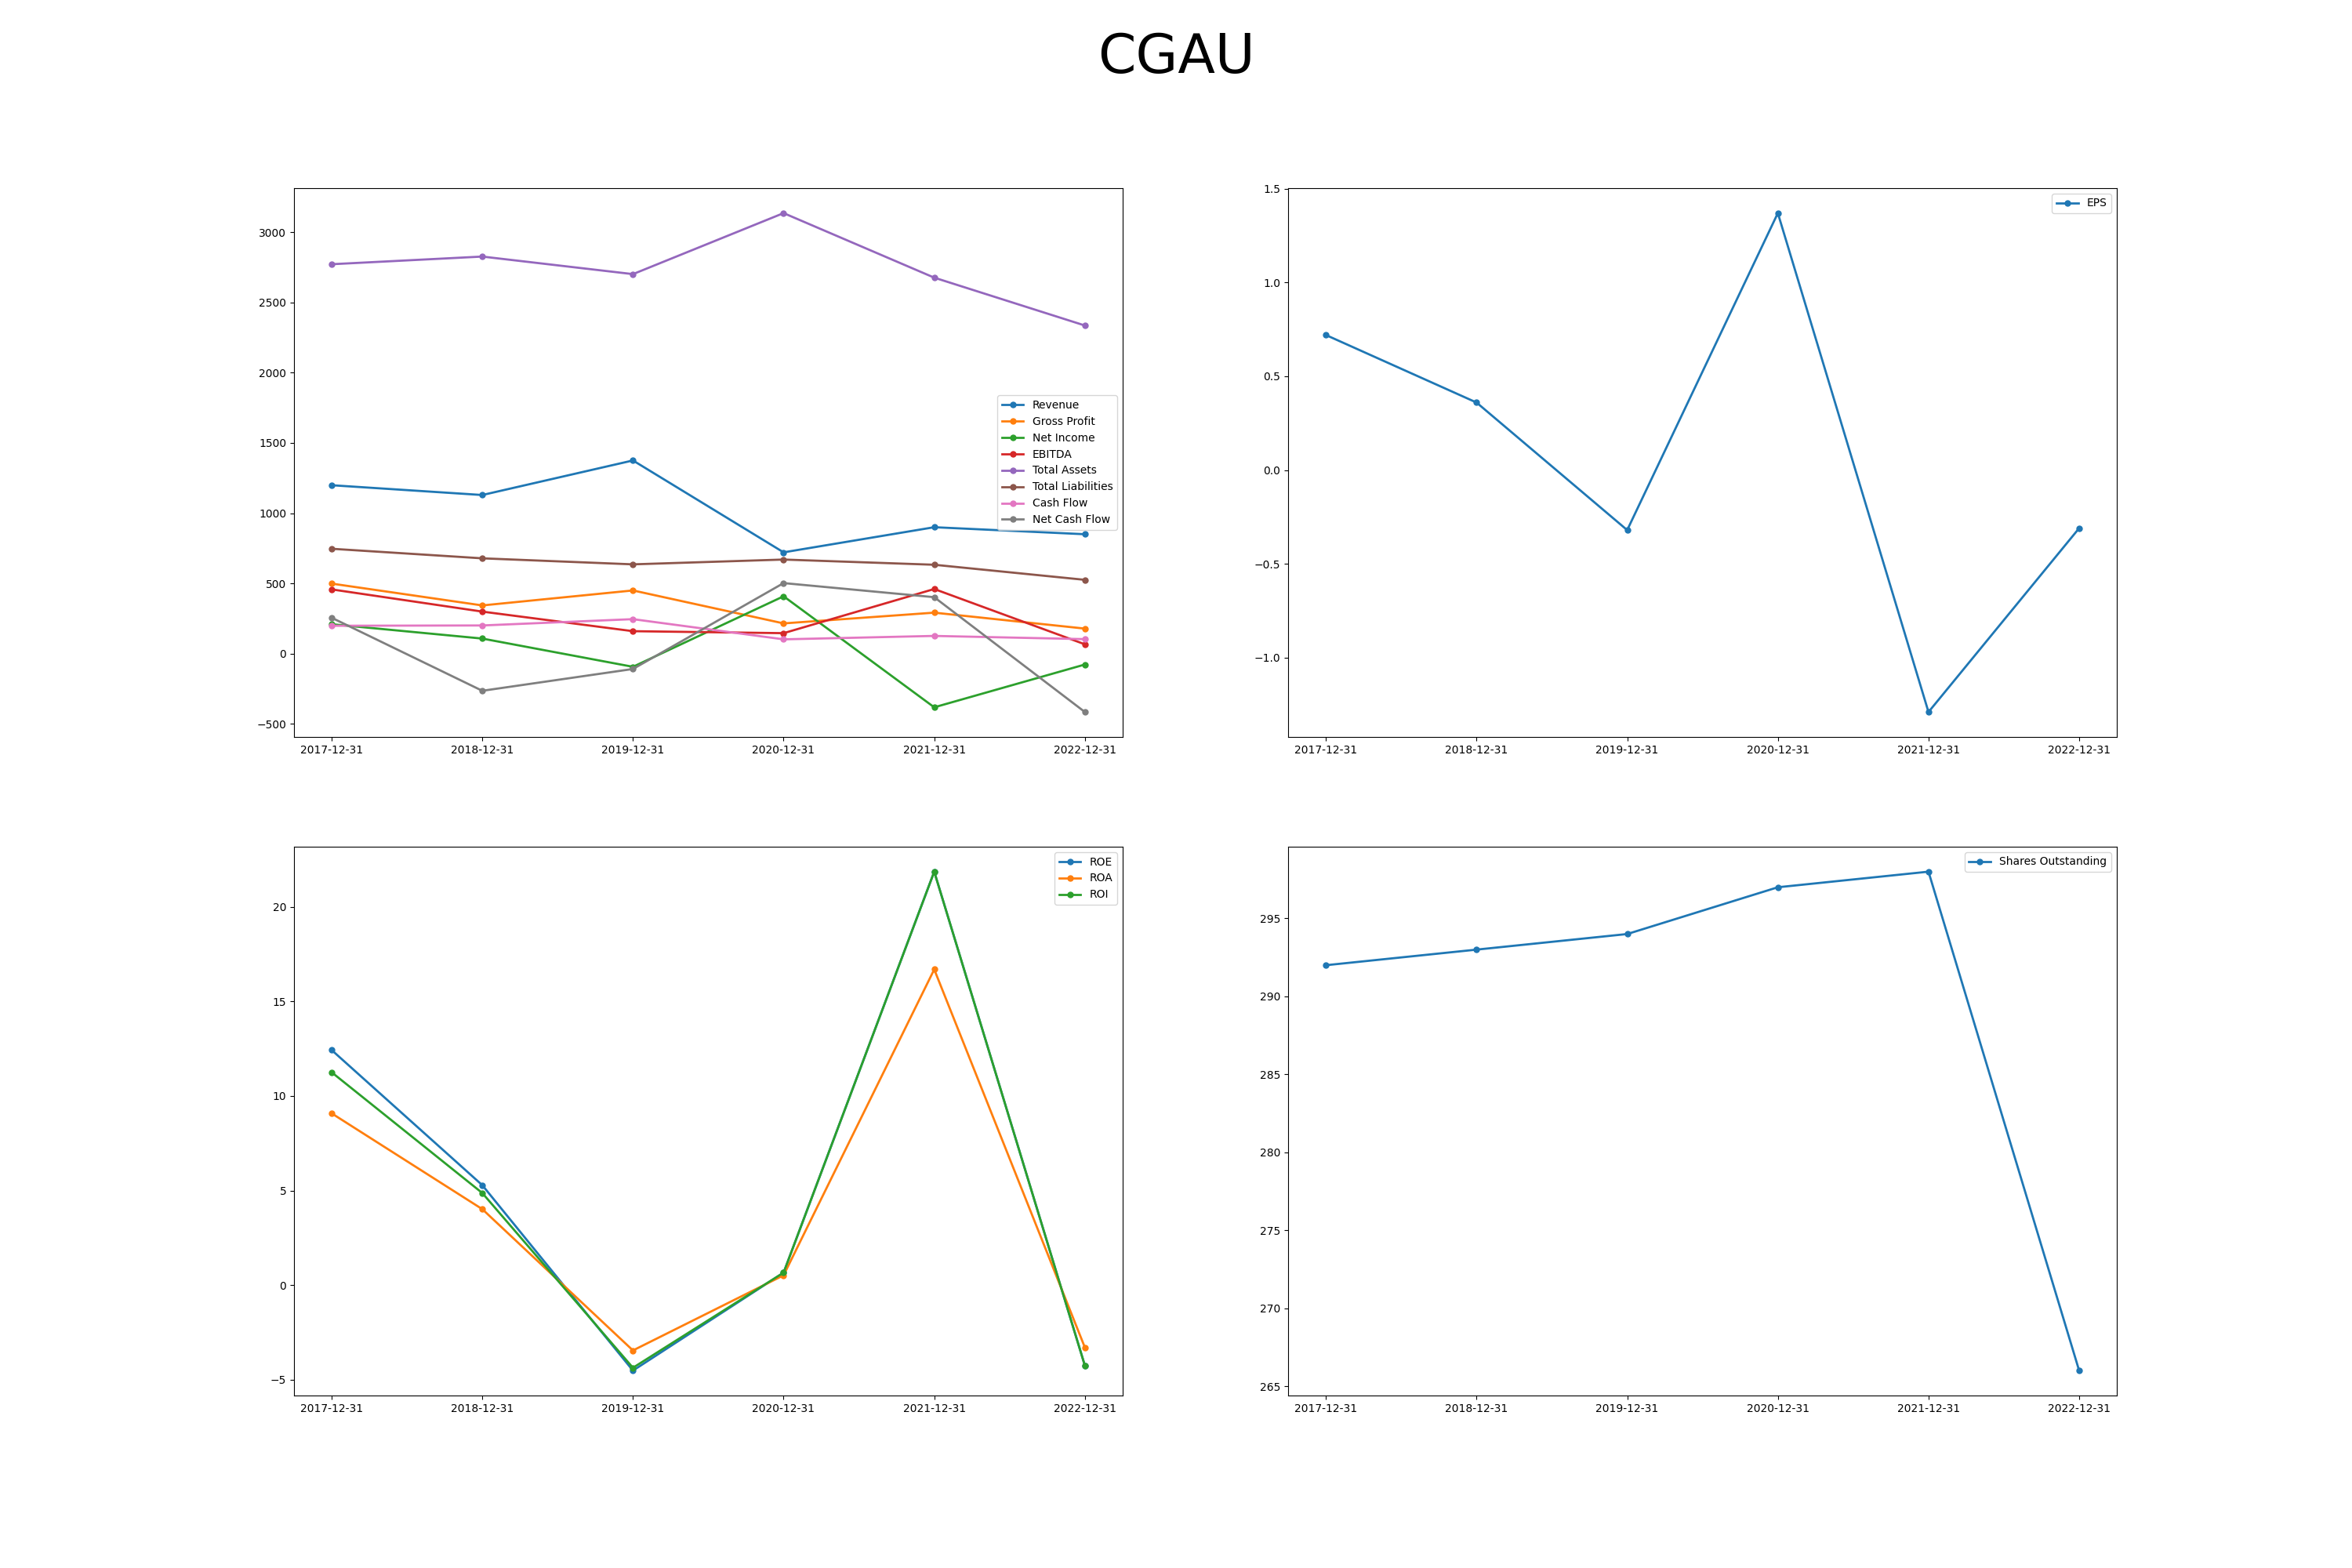 CGAU
3000
2500
2000
1500
1000
500
0
−500
2017-12-31 2018-12-31 2019-12-31 2020-12-31 2021-12-31 2022-12-31
Revenue
Gross Profit
Net Income
EBITDA
Total Assets
Total Liabilities
Cash Flow
Net Cash Flow
1.5
1.0
0.5
0.0
−0.5
−1.0
2017-12-31 2018-12-31 2019-12-31 2020-12-31 2021-12-31 2022-12-31
EPS
20
15
10
5
0
−5
2017-12-31 2018-12-31 2019-12-31 2020-12-31 2021-12-31 2022-12-31
ROE
ROA
ROI
295
290
285
280
275
270
265
2017-12-31 2018-12-31 2019-12-31 2020-12-31 2021-12-31 2022-12-31
Shares Outstanding